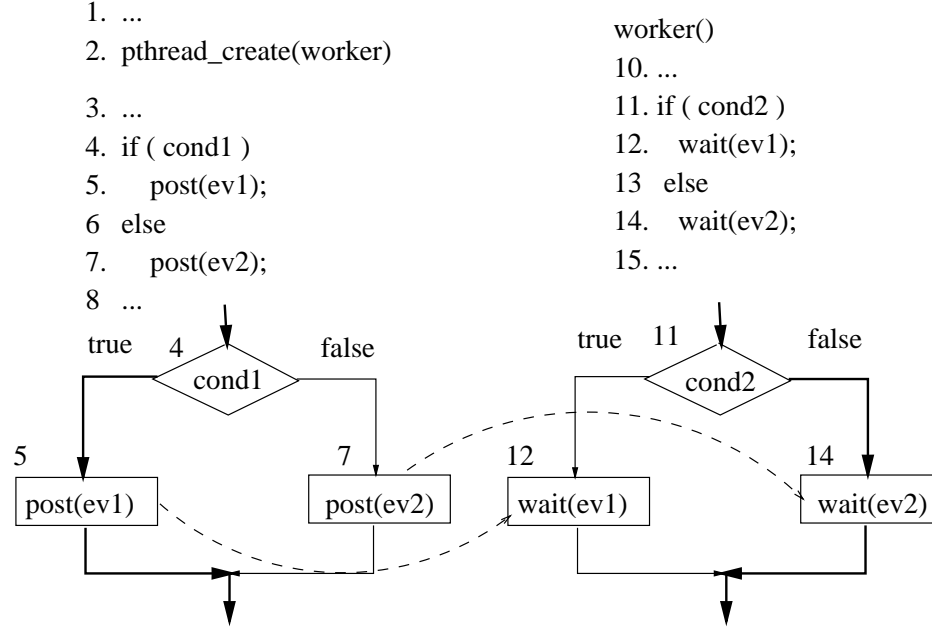 1. ...
2. pthread_create(worker)
3. ...
4. if ( cond1 )
5. post(ev1);
6 else
7. post(ev2);
8 ...
worker()
10. ...
11. if ( cond2 )
12. wait(ev1);
13 else
14. wait(ev2);
15. ...
true 4 false
cond1
5 7
post(ev1) post(ev2)
true 11 false
cond2
12 14
wait(ev1) wait(ev2)